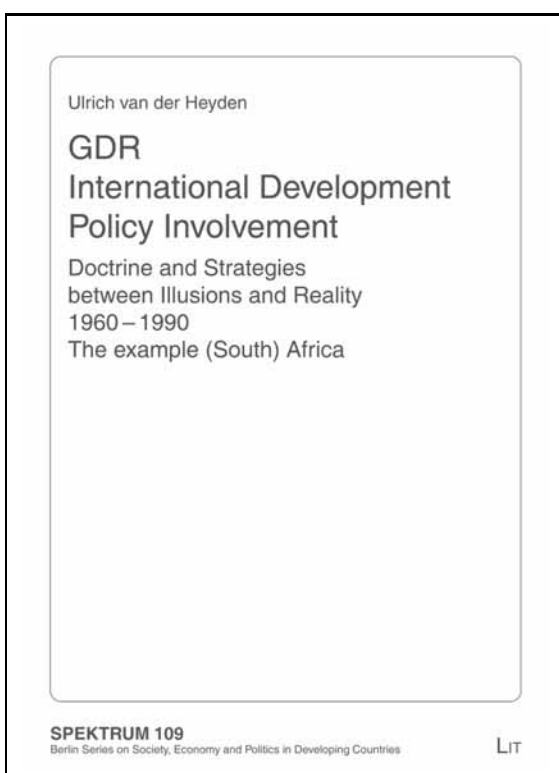 Ulrich van der Heyden
GDR
International Development
Policy Involvement
Doctrine and Strategies
between Illusions and Reality
1960 – 1990
The example (South) Africa
SPEKTRUM 109
Berlin Series on Society, Economy and Politics in Developing Countries
LIT